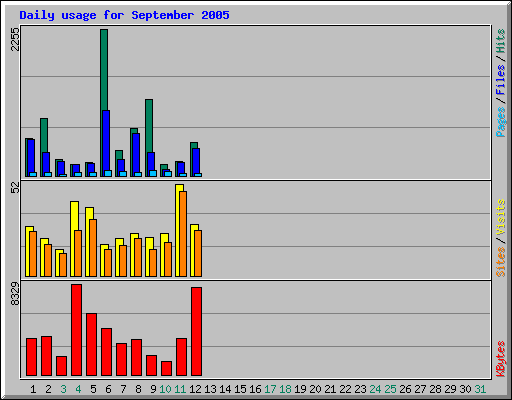 Daily usage for September 2005
2255
Pages/Files/Hits
52
Sites/Visits
8329
KBytes
1 2 3 4 5 6 7 8 9 10 11 12 13 14 15 16 17 18 19 20 21 22 23 24 25 26 27 28 29 30 31